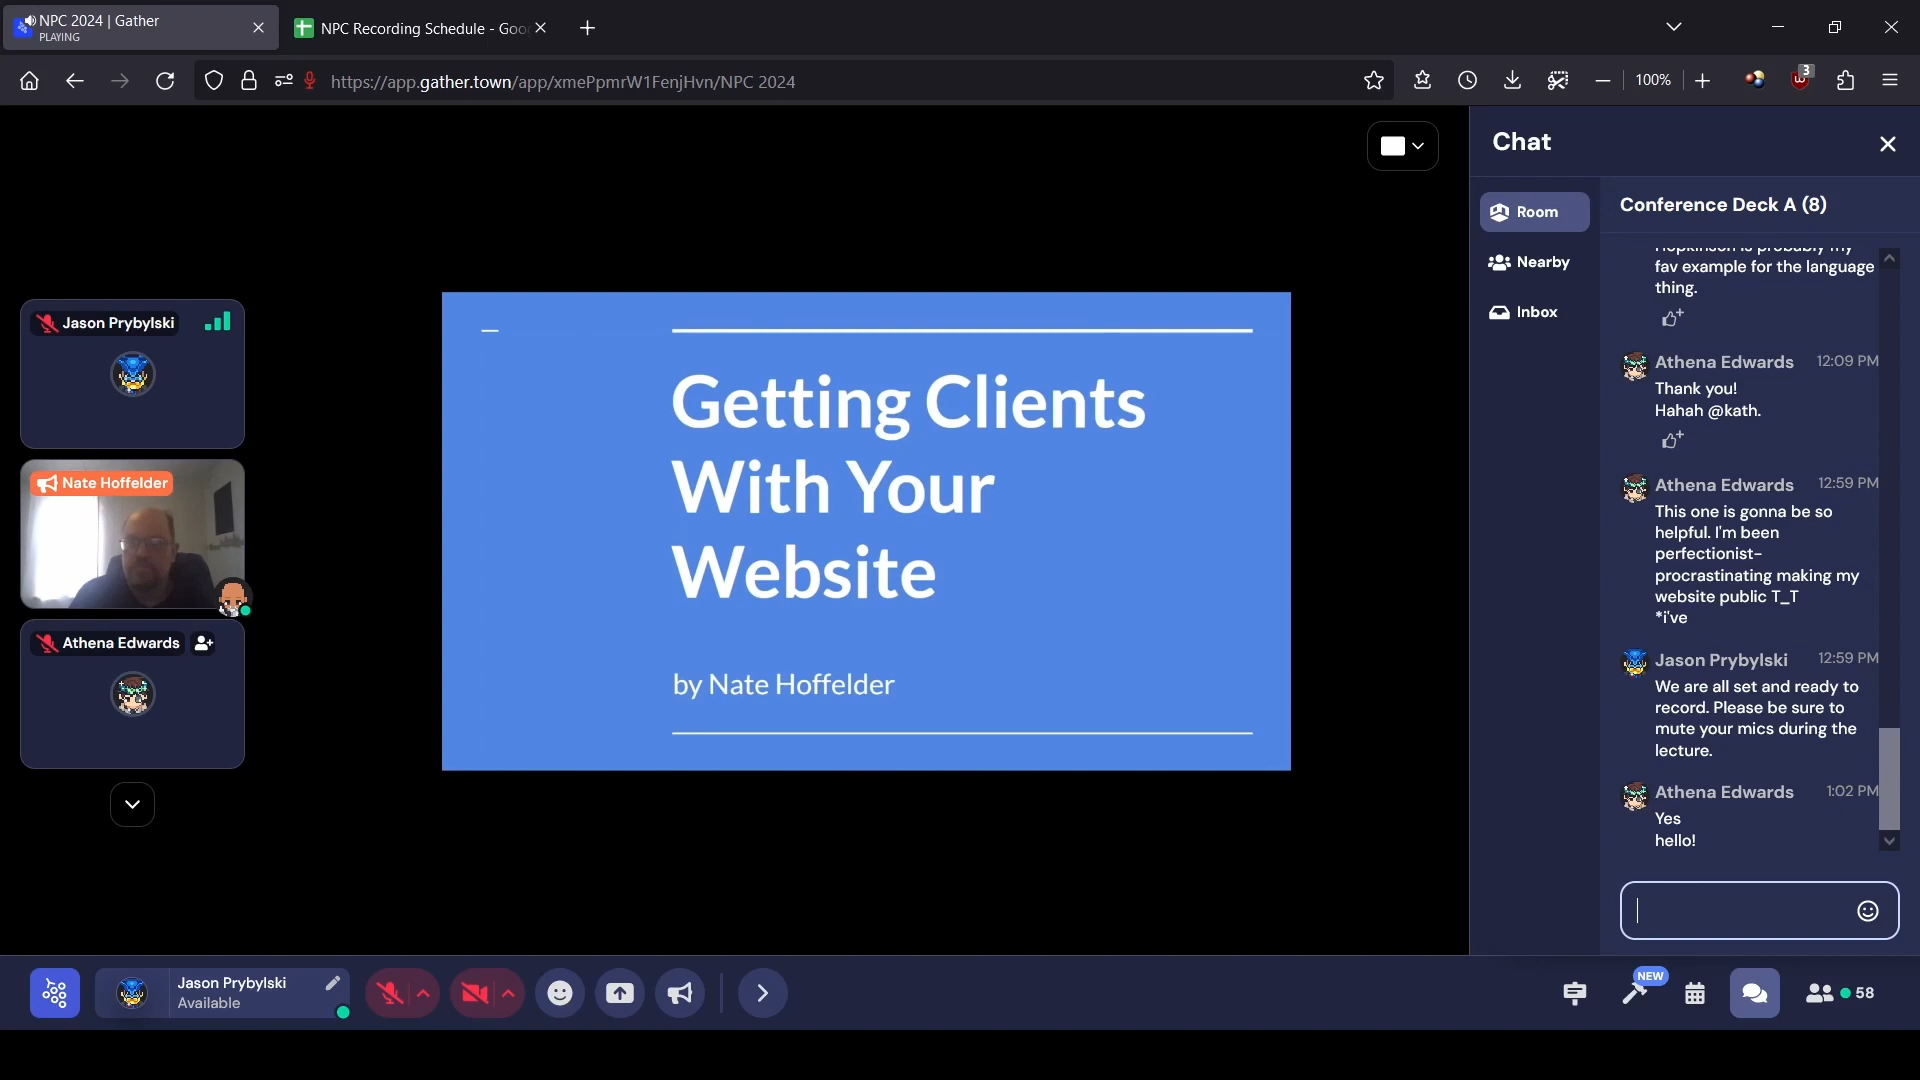 NPC 2024 | Gather
PLAYING
NPC Recording Schedule - Goo
https://app.gather.town/app/xmePpmrW1FenjHvn/NPC 2024
100%
3
Chat
Room
Nearby
Inbox
Conference Deck A (8)
Hopkinson is probably my
fav example for the language
thing.
Athena Edwards 12:09 PM
Thank you!
Hahah @kath.
Athena Edwards 12:59 PM
This one is gonna be so
helpful. I'm been
perfectionist-
procrastinating making my
website public T_T
*i've
Jason Prybylski 12:59 PM
We are all set and ready to
record. Please be sure to
mute your mics during the
lecture.
Athena Edwards 1:02 PM
Yes
hello!
Jason Prybylski
Nate Hoffelder
Athena Edwards
Getting Clients
With Your
Website
by Nate Hoffelder
Jason Prybylski
Available
NEW
58